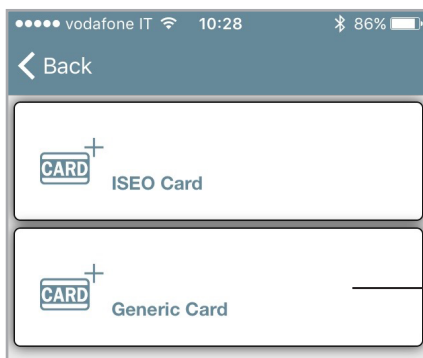 vodafone IT 10:28 86%
Back
CARD
ISEO Card
CARD
Generic Card